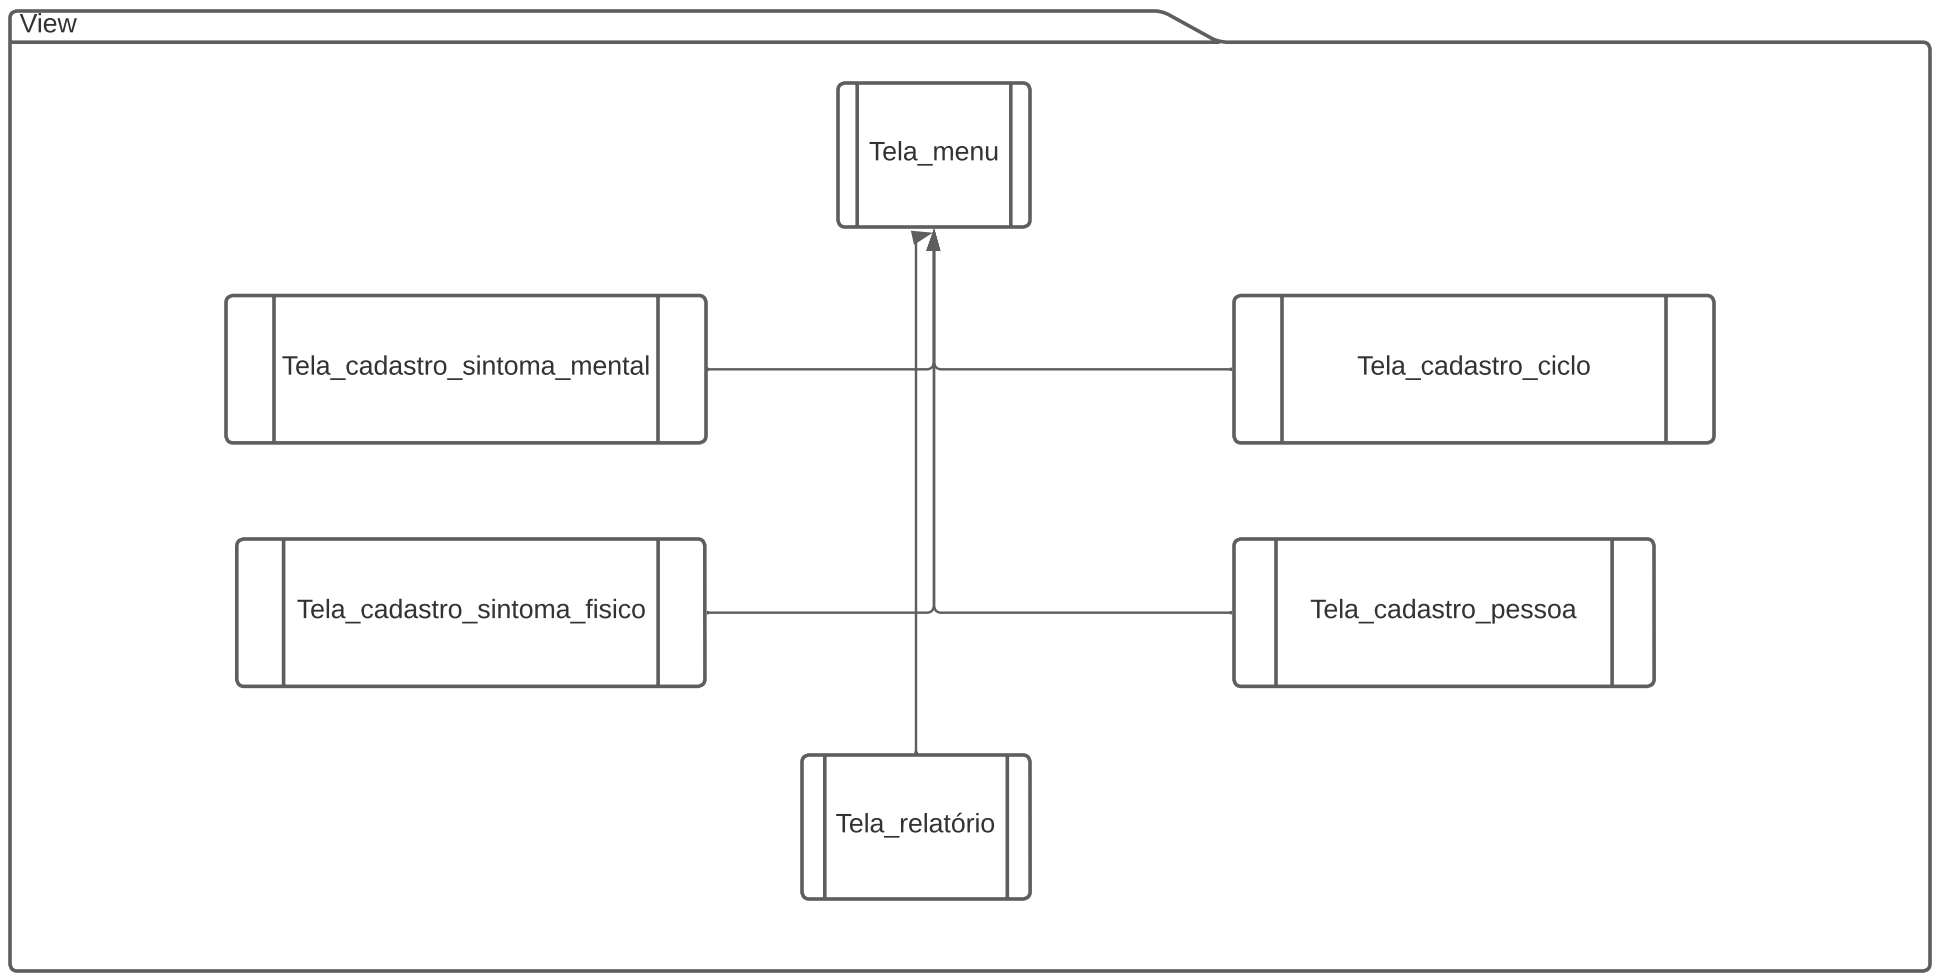 View
Tela_menu
Tela_cadastro_sintoma_mental
Tela_cadastro_ciclo
Tela_cadastro_sintoma_fisico
Tela_cadastro_pessoa
Tela_relatório